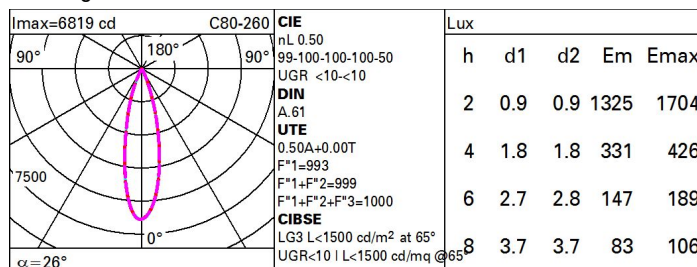 Imax=6819 cd C80-260
90° 180° 90°
7500
0°
α=26°
CIE
nL 0.50
99-100-100-100-50
UGR <10-<10
DIN
A.61
UTE
0.50A+0.00T
F"1=993
F"1+F"2=999
F"1+F"2+F"3=1000
CIBSE
LG3 L<1500 cd/m² at 65°
UGR<10 | L<1500 cd/mq @65°
Lux
h d1 d2 Em Emax
2 0.9 0.9 1325 1704
4 1.8 1.8 331 426
6 2.7 2.8 147 189
8 3.7 3.7 83 106